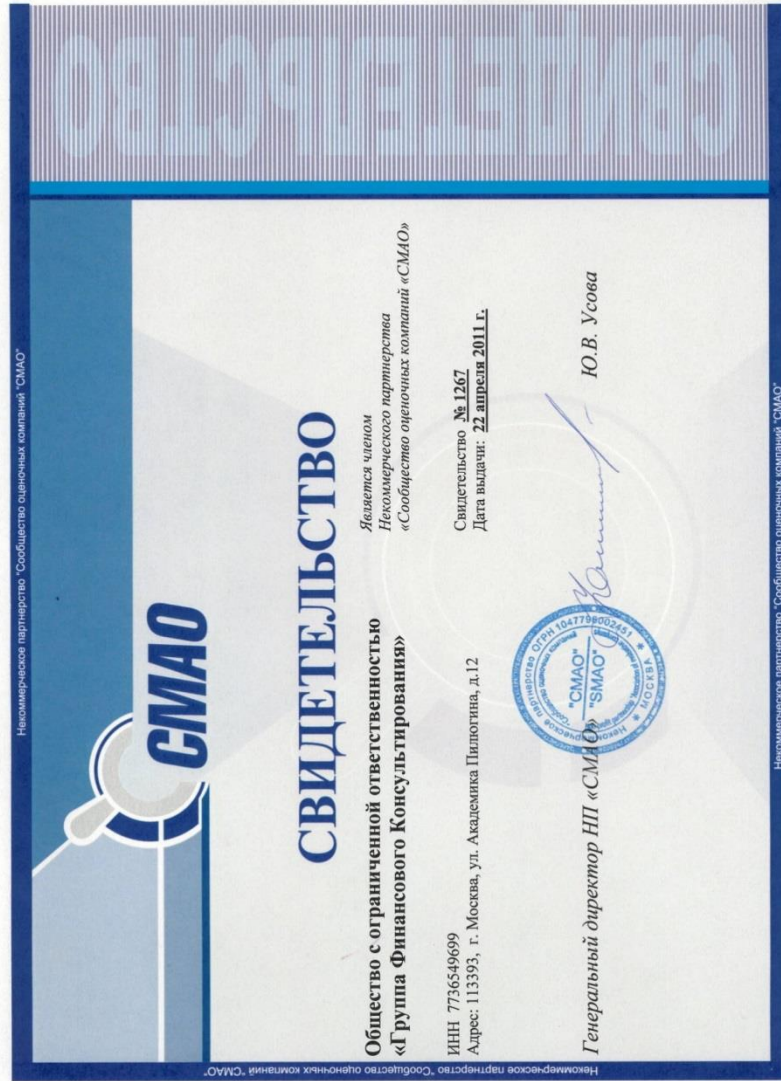 Некоммерческое партнерство "Сообщество оценочных компаний "СМАО"
СВИДЕТЕЛЬСТВО
СМАО
СВИДЕТЕЛЬСТВО
Общество с ограниченной ответственностью
«Группа Финансового Консультирования»
Является членом
Некоммерческого партнерства
«Сообщество оценочных компаний «СМАО»
ИНН 7736549699
Адрес: 113393, г. Москва, ул. Академика Пилюгина, д.12
Свидетельство № 1267
Дата выдачи: 22 апреля 2011 г.
Генеральный директор НП «СМАО»
Ю.В. Усова
Некоммерческое партнерство ОГРН 1047796002451
МОСКВА
"СМАО"
"SMAO"
Некоммерческое партнерство "Сообщество оценочных компаний "СМАО"
Некоммерческое партнерство "Сообщество оценочных компаний "СМАО"